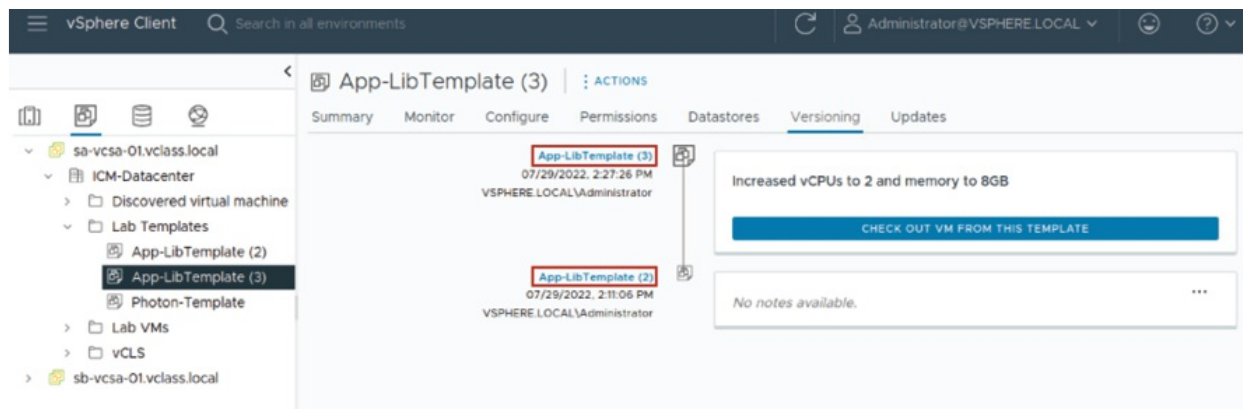 vSphere Client
Search in all environments
Administrator@VSPHERE.LOCAL
App-LibTemplate (3)
ACTIONS
Summary Monitor Configure Permissions Datastores Versioning Updates
sa-vcsa-01.vclass.local
ICM-Datacenter
Discovered virtual machine
Lab Templates
App-LibTemplate (2)
App-LibTemplate (3)
Photon-Template
Lab VMs
vCLS
sb-vcsa-01.vclass.local
App-LibTemplate (3)
07/29/2022, 2:27:26 PM
VSPHERE.LOCAL\Administrator
Increased vCPUs to 2 and memory to 8GB
CHECK OUT VM FROM THIS TEMPLATE
App-LibTemplate (2)
07/29/2022, 2:11:06 PM
VSPHERE.LOCAL\Administrator
No notes available.